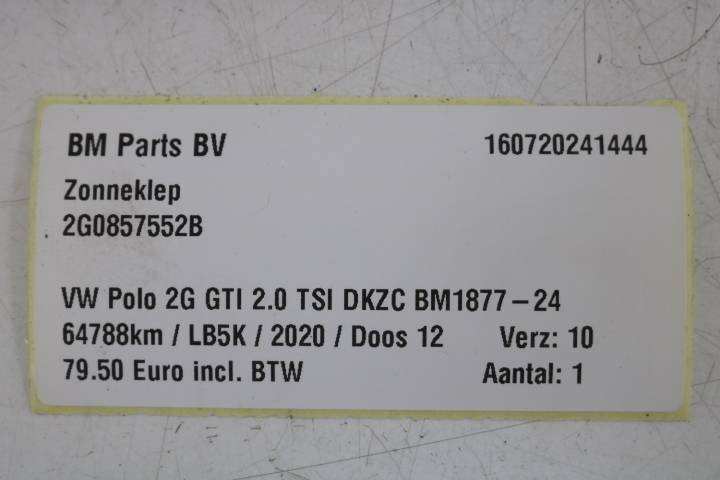 BM Parts BV 160720241444
Zonneklep
2G0857552B
VW Polo 2G GTI 2.0 TSI DKZC BM1877-24
64788km / LB5K / 2020 / Doos 12 Verz: 10
79.50 Euro incl. BTW Aantal: 1